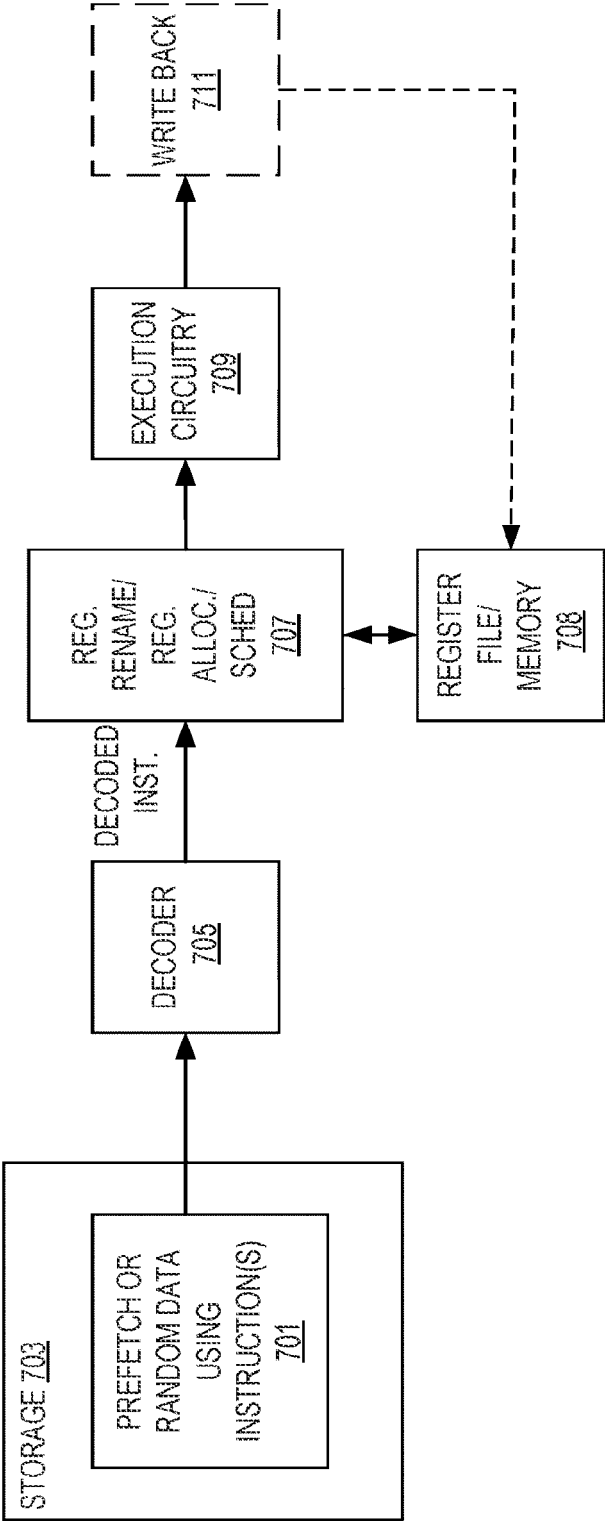 STORAGE 703
PREFETCH OR
RANDOM DATA
USING
INSTRUCTION(S)
701
DECODER
705
DECODED
INST.
REG.
RENAME/
REG.
ALLOC./
SCHED
707
REGISTER
FILE/
MEMORY
708
EXECUTION
CIRCUITRY
709
WRITE BACK
711